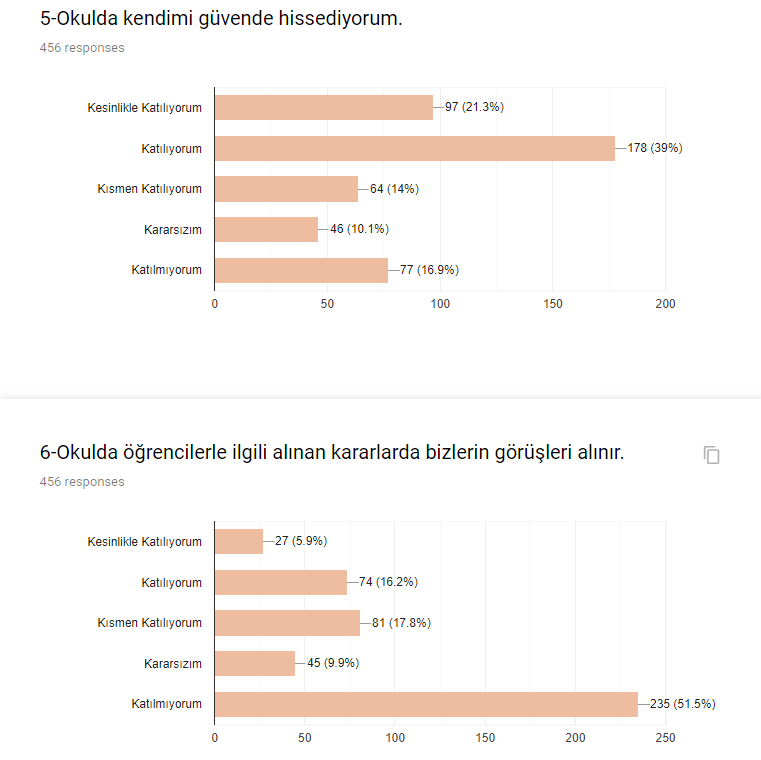 5-Okulda kendimi güvende hissediyorum.
456 responses
Kesinlikle Katılıyorum 97 (21.3%)
Katılıyorum 178 (39%)
Kısmen Katılıyorum 64 (14%)
Kararsızım 46 (10.1%)
Katılmıyorum 77 (16.9%)
0 50 100 150 200
6-Okulda öğrencilerle ilgili alınan kararlarda bizlerin görüşleri alınır.
456 responses
Kesinlikle Katılıyorum 27 (5.9%)
Katılıyorum 74 (16.2%)
Kısmen Katılıyorum 81 (17.8%)
Kararsızım 45 (9.9%)
Katılmıyorum 235 (51.5%)
0 50 100 150 200 250